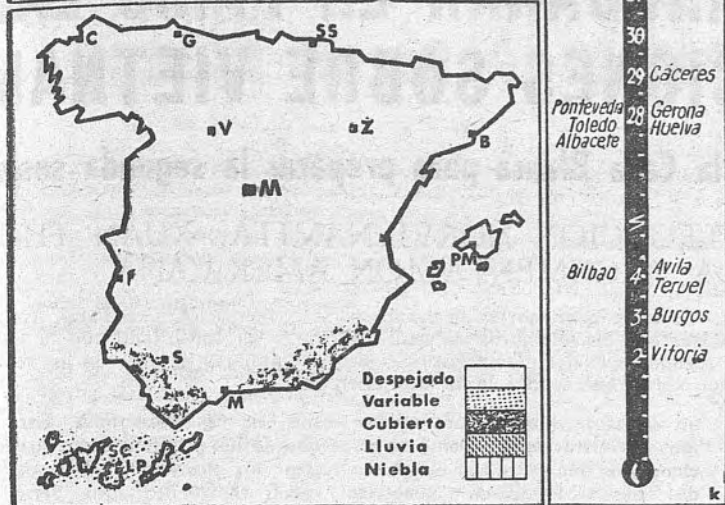 C
G
SS
V
Z
B
M
PM
F
S
M
SC
LP
Despejado
Variable
Cubierto
Lluvia
Niebla
30
29 Cáceres
Pontevedra 28 Gerona
Toledo Huelva
Albacete
Bilbao 4 Avila
Teruel
3 Burgos
2 Vitoria
k